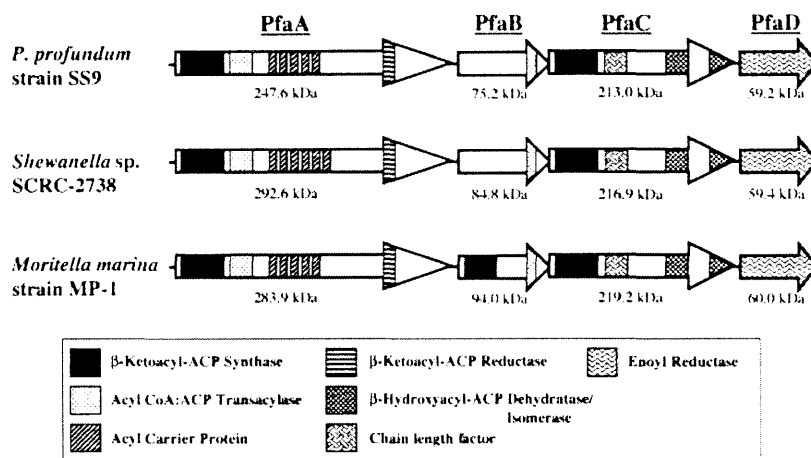 PfaA PfaB PfaC PfaD
P. profundum
strain SS9
247.6 kDa 75.2 kDa 213.0 kDa 59.2 kDa
Shewanella sp.
SCRC-2738
292.6 kDa 84.8 kDa 216.9 kDa 59.4 kDa
Moritella marina
strain MP-1
283.9 kDa 94.0 kDa 219.2 kDa 60.0 kDa
β-Ketoacyl-ACP Synthase
β-Ketoacyl-ACP Reductase
Enoyl Reductase
Acyl CoA:ACP Transacylase
β-Hydroxyacyl-ACP Dehydratase/
Isomerase
Acyl Carrier Protein
Chain length factor